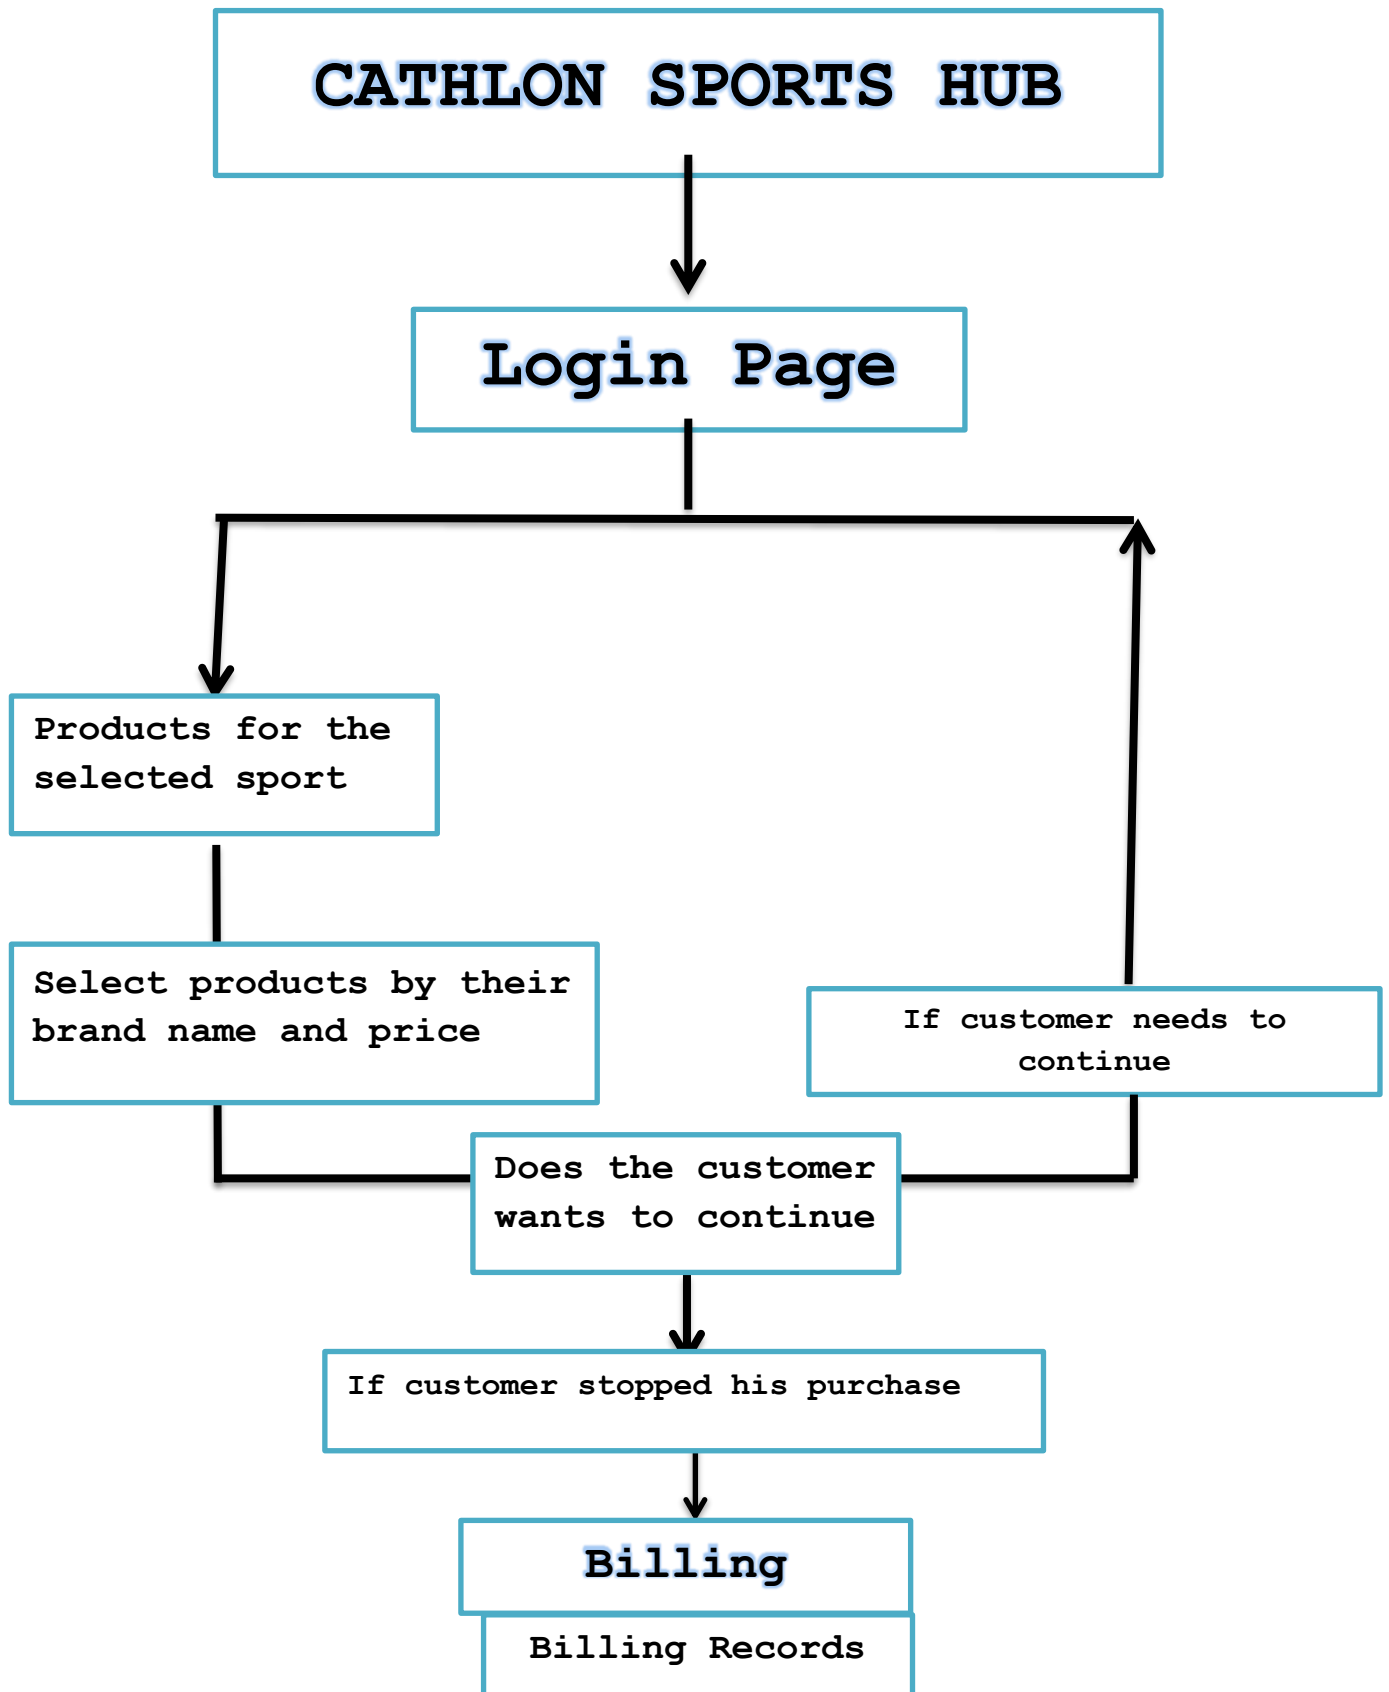 CATHLON SPORTS HUB
Login Page
Products for the
selected sport
Select products by their
brand name and price
If customer needs to
continue
Does the customer
wants to continue
If customer stopped his purchase
Billing
Billing Records